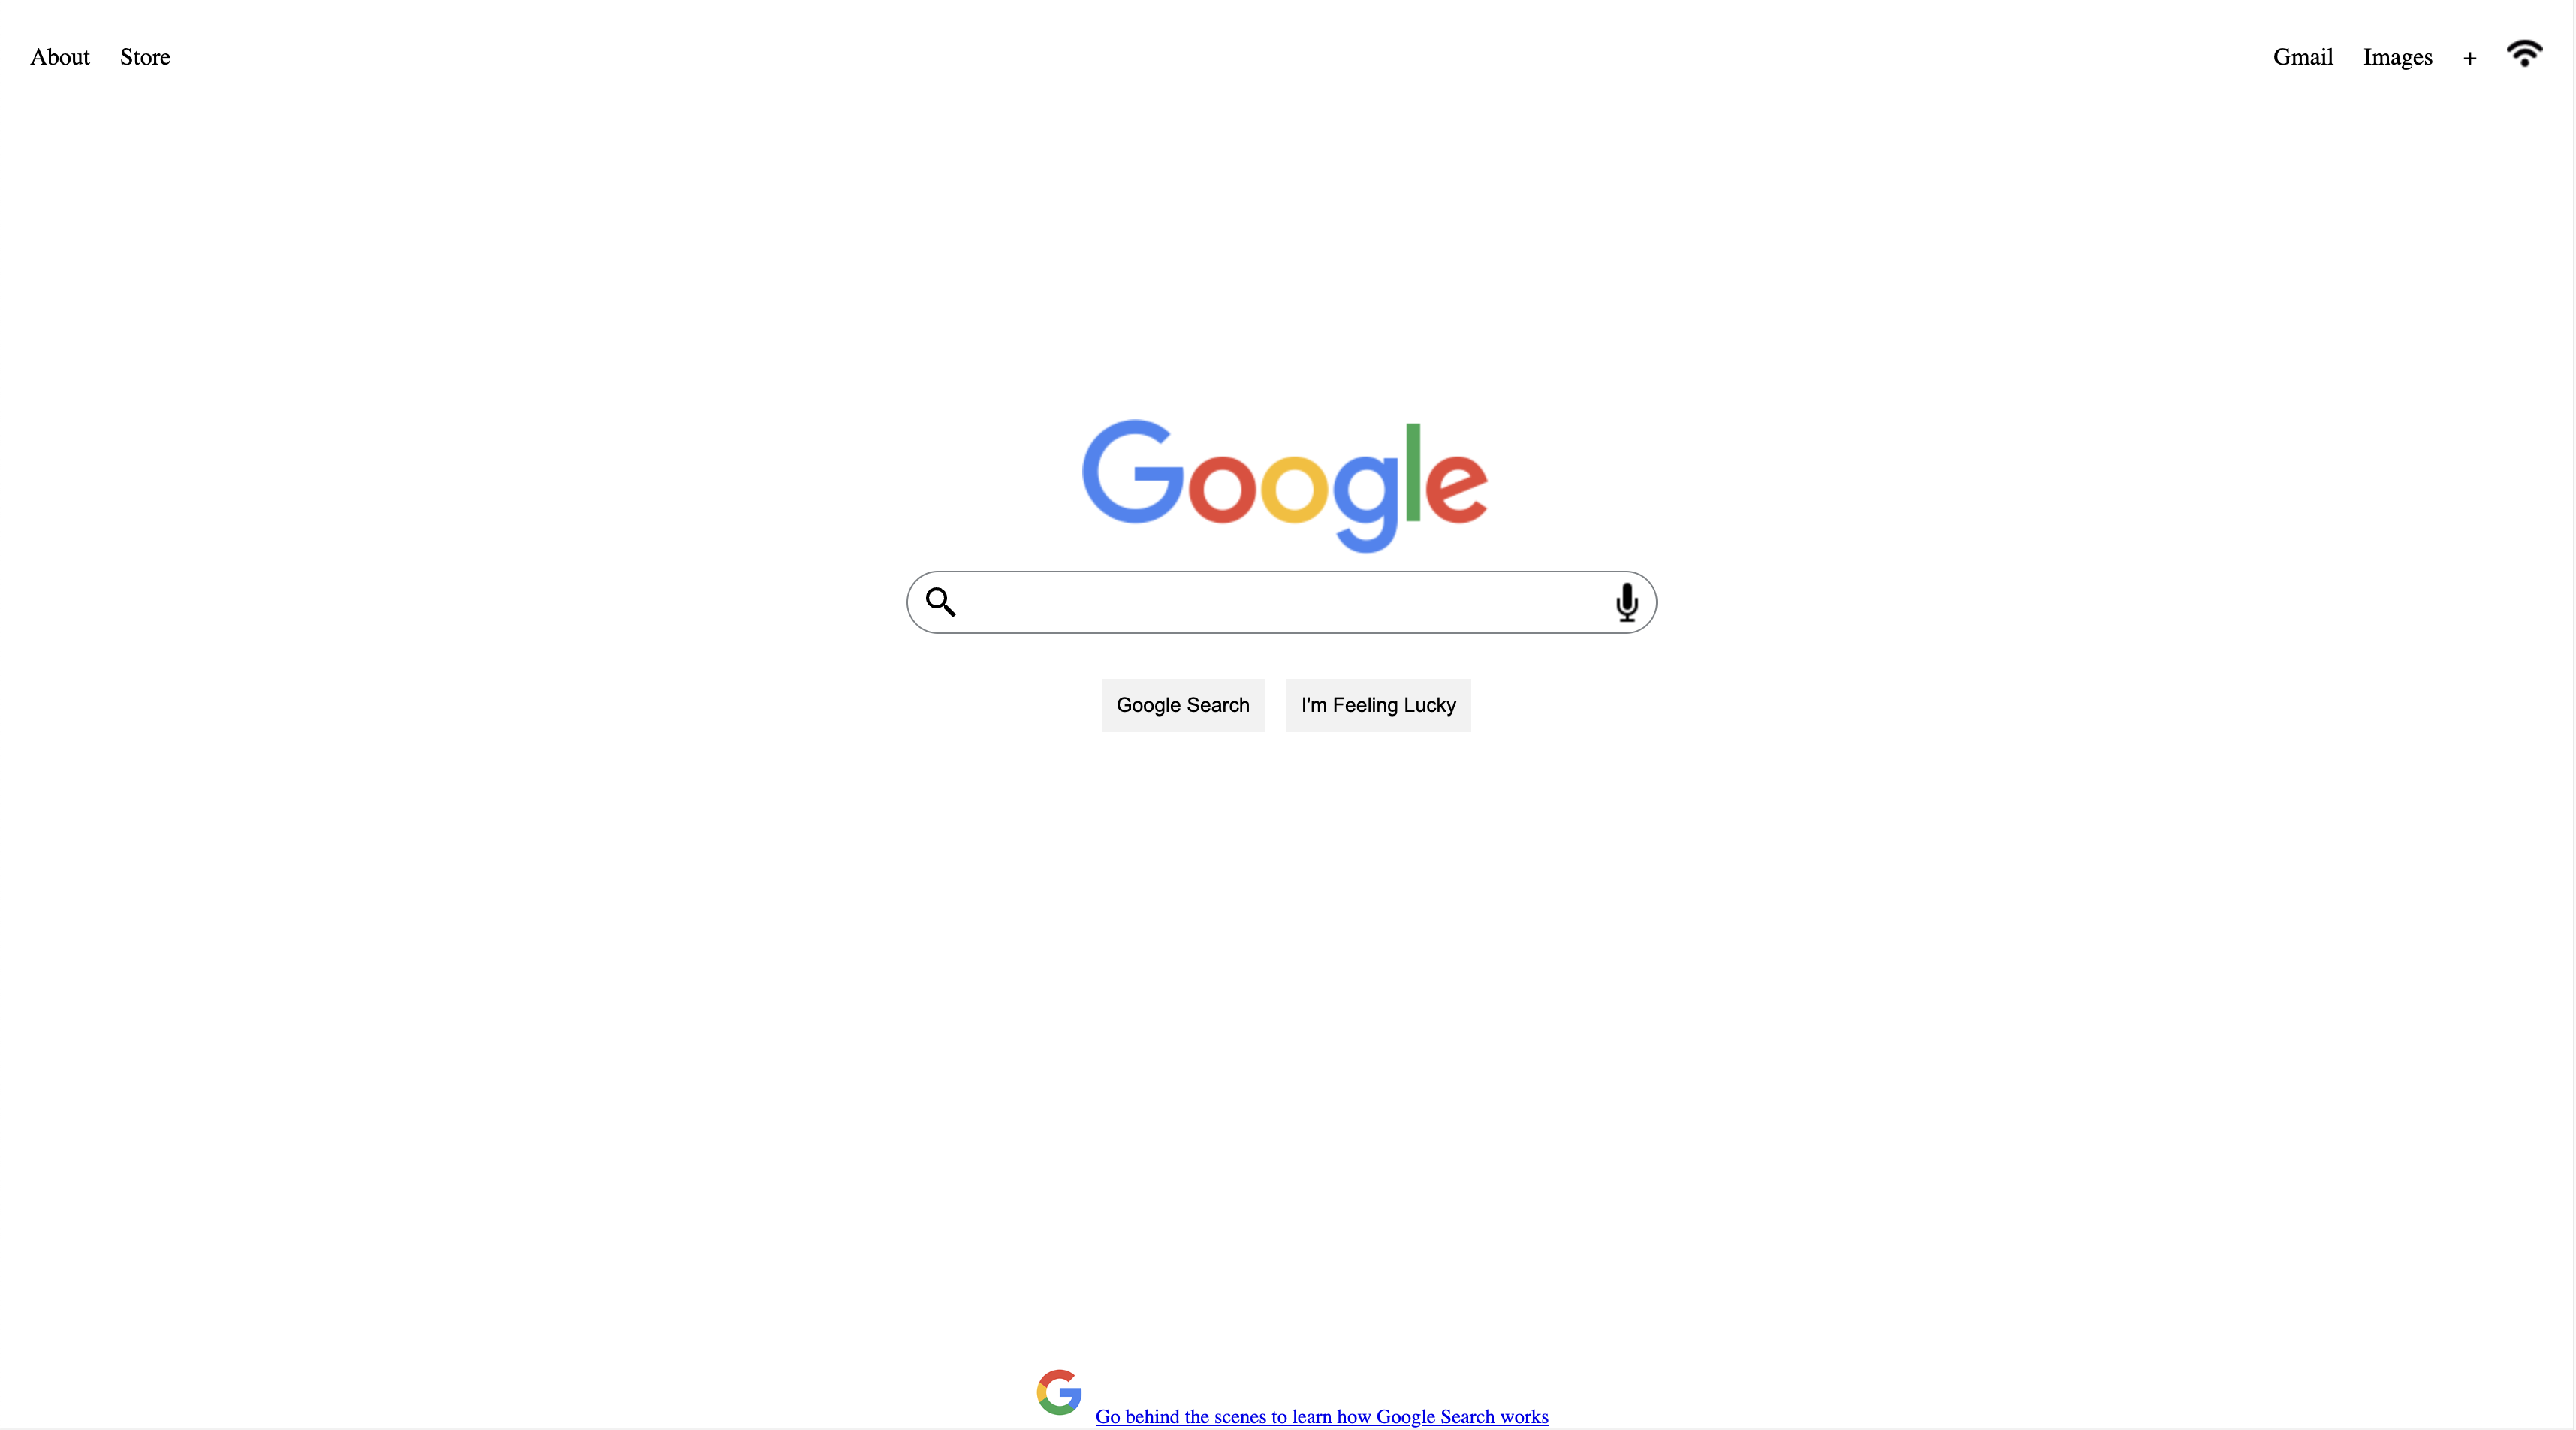 About Store Gmail Images +
Google
Google Search I'm Feeling Lucky
Go behind the scenes to learn how Google Search works